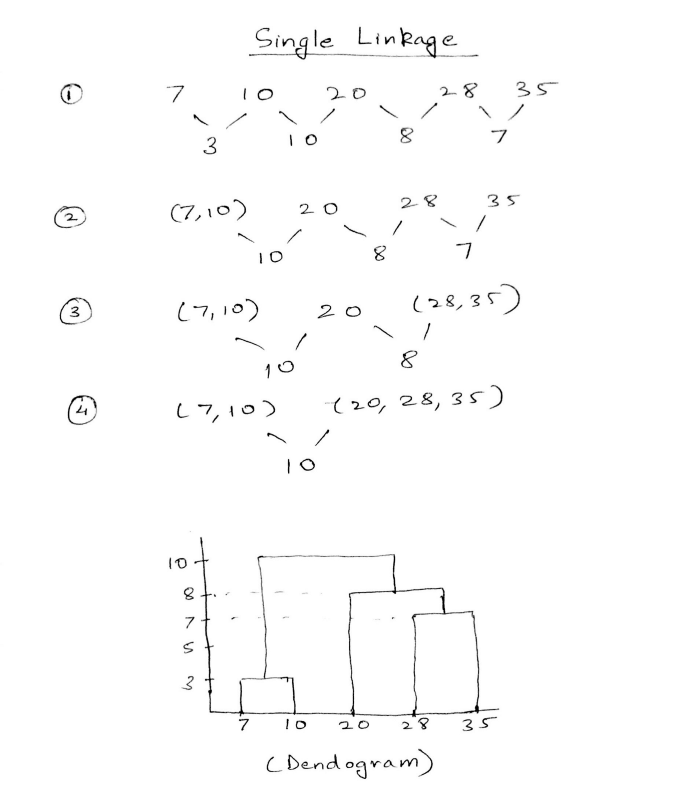 Single Linkage
① 7 10 20 28 35
3 10 8 7
② (7,10) 20 28 35
10 8 7
③ (7,10) 20 (28,35)
10 8
④ (7,10) (20, 28, 35)
10
10
8
7
5
3
7 10 20 28 35
(Dendogram)